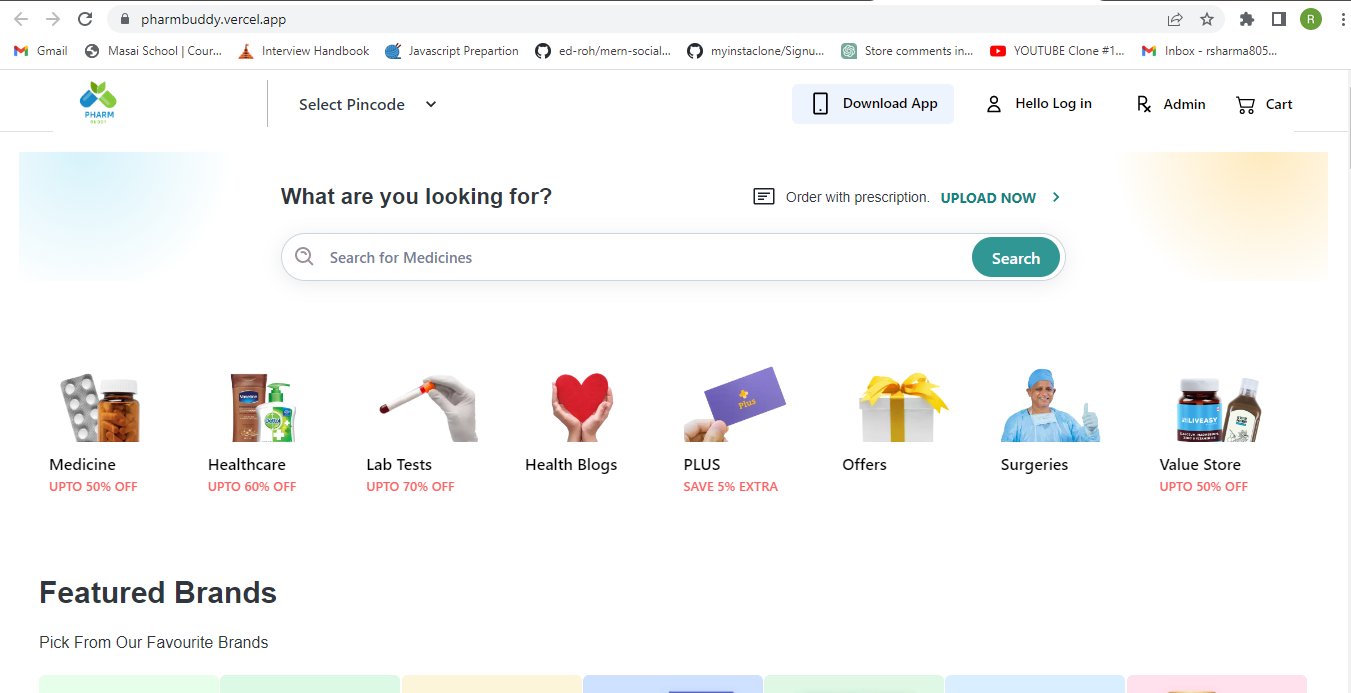 pharmbuddy.vercel.app
R
Gmail
Masai School | Cour...
Interview Handbook
Javascript Prepartion
ed-roh/mern-social...
myinstaclone/Signu...
Store comments in...
YOUTUBE Clone #1...
Inbox - rsharma805...
PHARM
Select Pincode
Download App
Hello Log in
Admin
Cart
What are you looking for?
Order with prescription. UPLOAD NOW
Search for Medicines
Search
Vaseline
Dettol
Plus
Medicine
UPTO 50% OFF
Healthcare
UPTO 60% OFF
Lab Tests
UPTO 70% OFF
Health Blogs
PLUS
SAVE 5% EXTRA
Offers
Surgeries
Value Store
UPTO 50% OFF
Featured Brands
Pick From Our Favourite Brands